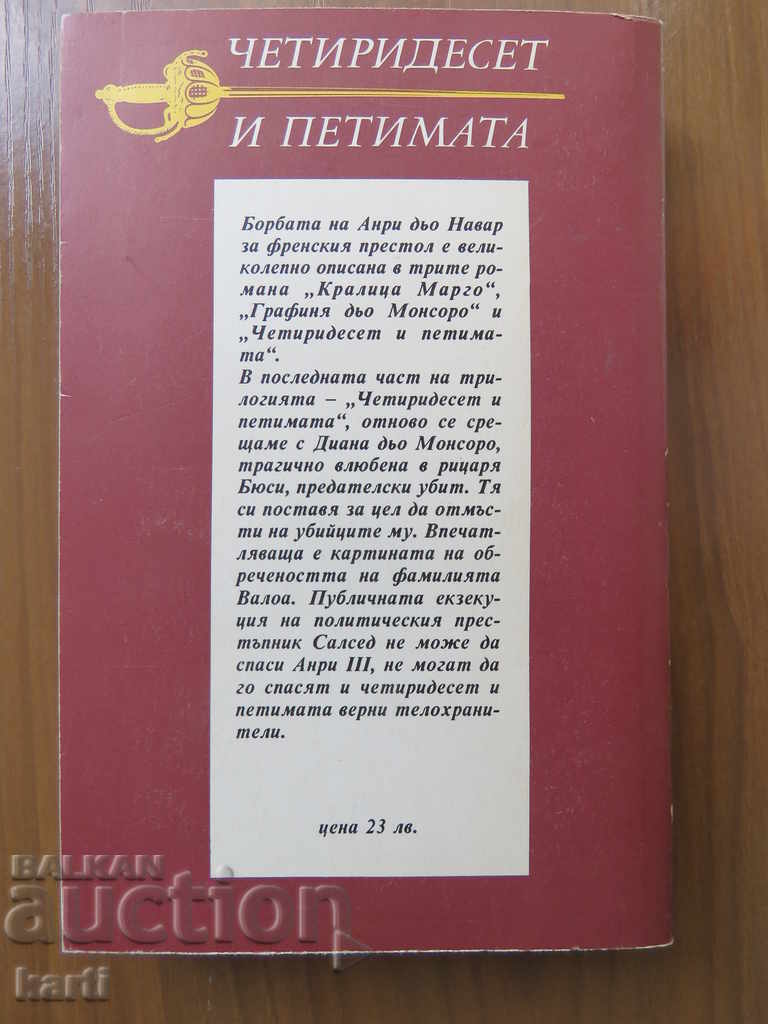 ЧЕТИРИДЕСЕТ
И ПЕТИМАТА
Борбата на Анри дьо Навар
за френския престол е вели-
колепно описана в трите ро-
мана „Кралица Марго“,
„Графиня дьо Монсоро“ и
„Четиридесет и петима-
та“.
В последната част на три-
логията – „Четиридесет и
петимата“, отново се сре-
щаме с Диана дьо Монсоро,
трагично влюбена в рицаря
Бюси, предателски убит. Тя
си поставя за цел да отмъс-
ти на убийците му. Впечат-
ляваща е картината на об-
речеността на фамилията
Валоа. Публичната екзеку-
ция на политическия прес-
тъпник Салсед не може да
спаси Анри III, не могат да
го спасят и четиридесет и
петимата верни телохрани-
тели.
цена 23 лв.
BALKAN
auction
karti